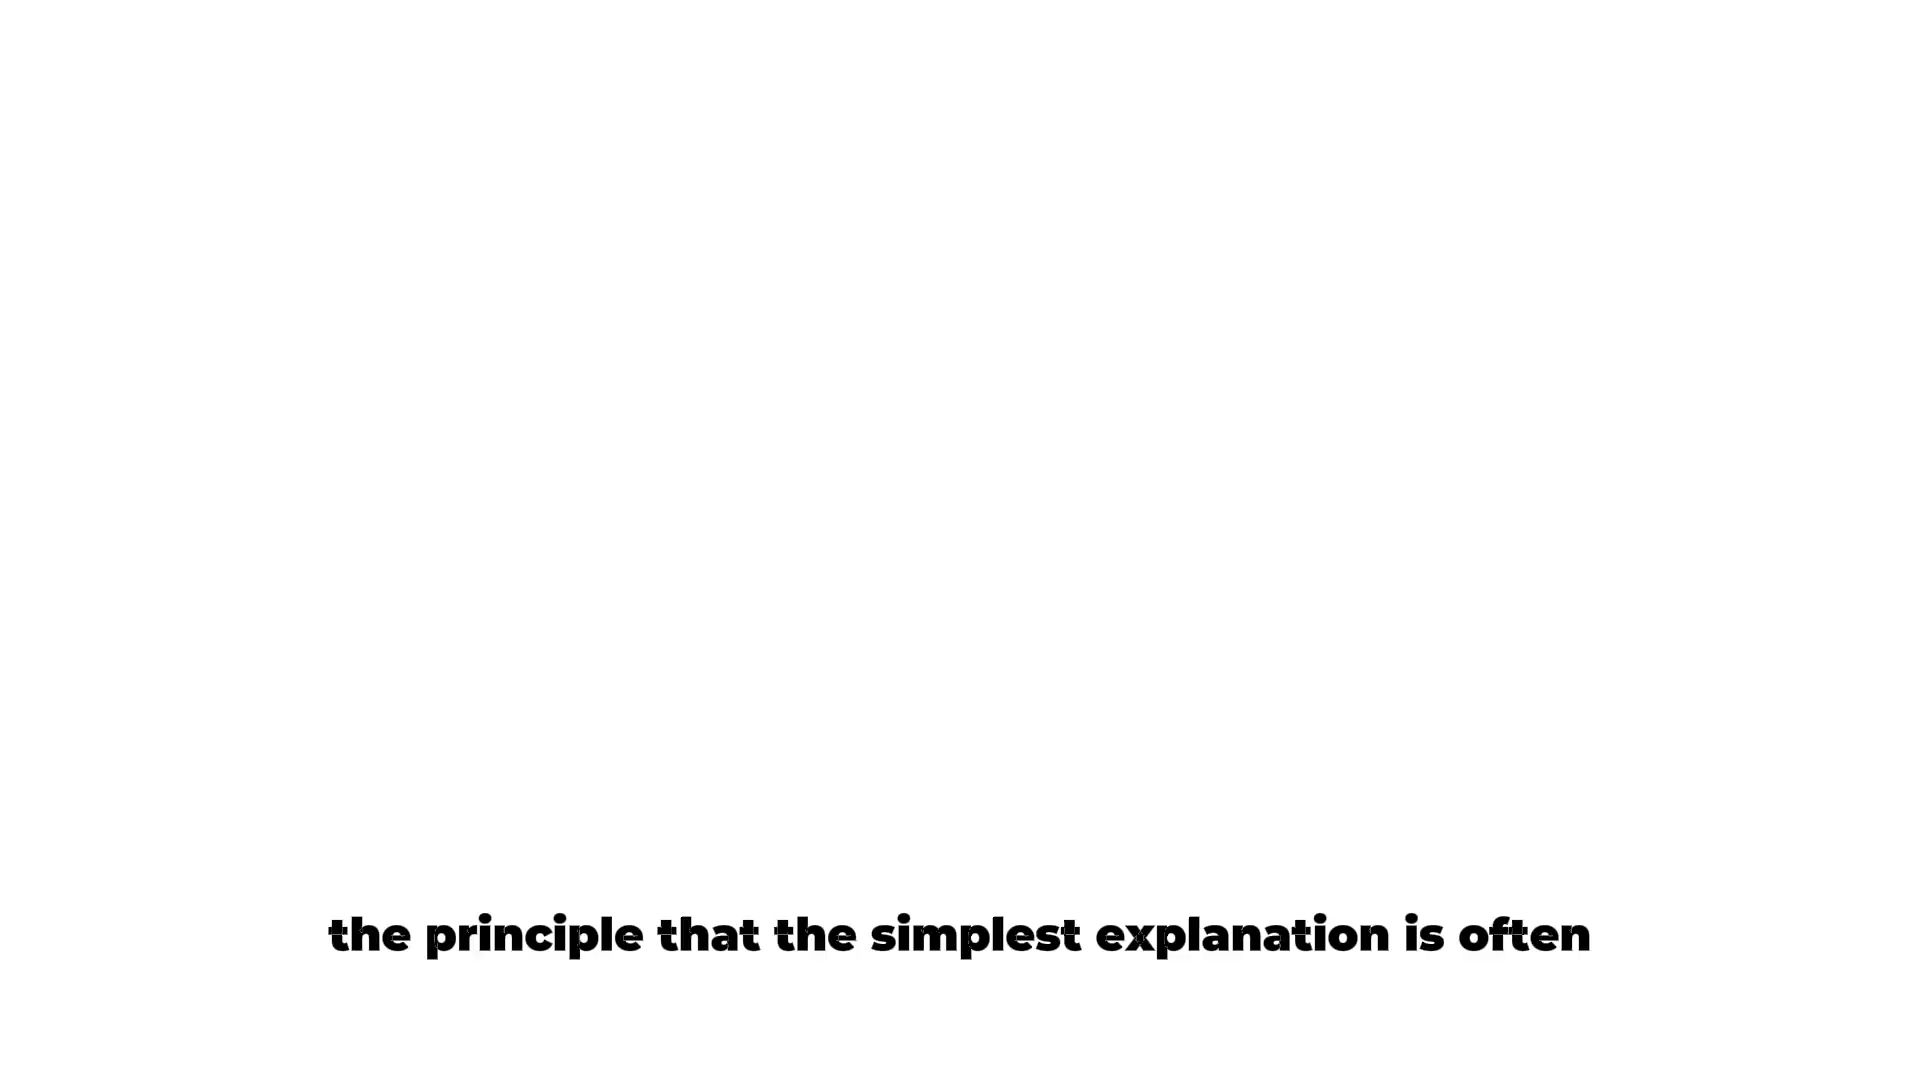 the principle that the simplest explanation is often